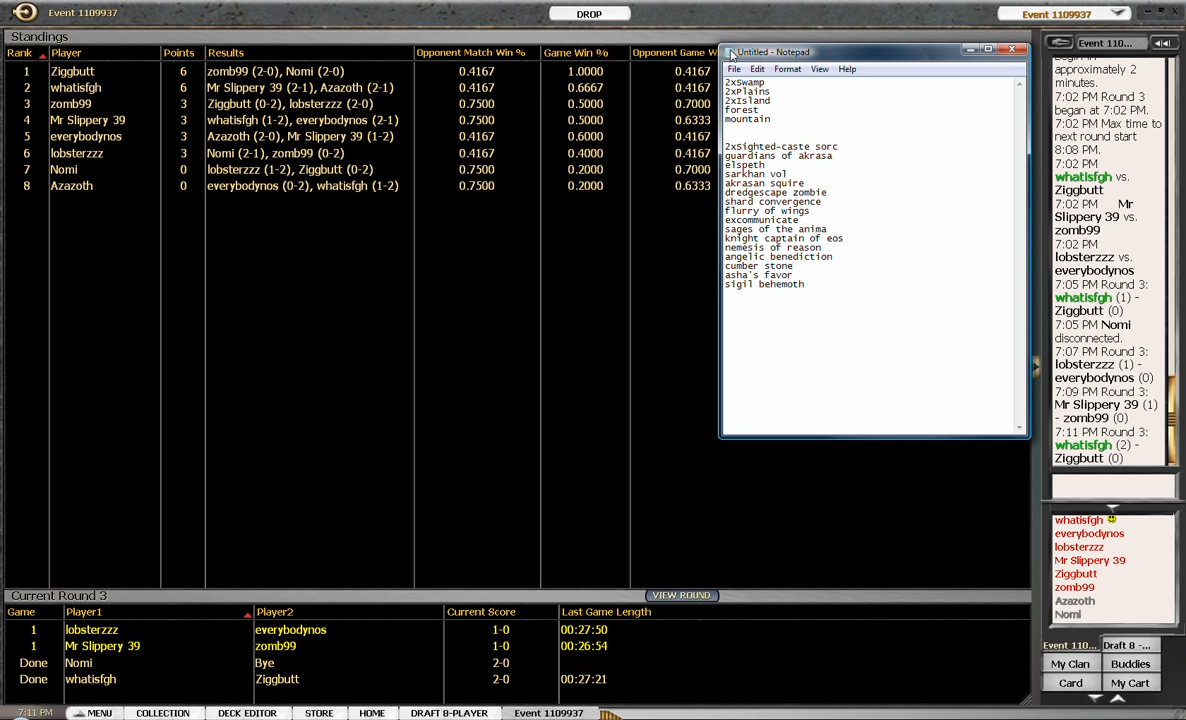 Event 1109937
DROP
Event 1109937
Standings
Rank Player Points Results Opponent Match Win % Game Win % Opponent Game W
1 Ziggbutt 6 zomb99 (2-0), Nomi (2-0) 0.4167 1.0000 0.4167
2 whatisfgh 6 Mr Slippery 39 (2-1), Azazoth (2-1) 0.4167 0.6667 0.4167
3 zomb99 3 Ziggbutt (0-2), lobsterzzz (2-0) 0.7500 0.5000 0.7000
4 Mr Slippery 39 3 whatisfgh (1-2), everybodynos (2-1) 0.7500 0.5000 0.6333
5 everybodynos 3 Azazoth (2-0), Mr Slippery 39 (1-2) 0.4167 0.6000 0.4167
6 lobsterzzz 3 Nomi (2-1), zomb99 (0-2) 0.4167 0.4000 0.4167
7 Nomi 0 lobsterzzz (1-2), Ziggbutt (0-2) 0.7500 0.2000 0.7000
8 Azazoth 0 everybodynos (0-2), whatisfgh (1-2) 0.7500 0.2000 0.6333
Untitled - Notepad
File Edit Format View Help
2xSwamp
2xPlains
2xIsland
forest
mountain
2xSighted-caste sorc
guardians of akrasa
elspeth
sarkhan vol
akrasan squire
dredgescape zombie
shard convergence
flurry of wings
excommunicate
sages of the anima
knight captain of eos
nemesis of reason
angelic benediction
cumber stone
asha's favor
sigil behemoth
Event 110...
approximately 2
minutes.
7:02 PM Round 3
began at 7:02 PM.
7:02 PM Max time to
next round start
8:08 PM.
7:02 PM
whatisfgh vs.
Ziggbutt
7:02 PM Mr
Slippery 39 vs.
zomb99
7:02 PM
lobsterzzz vs.
everybodynos
7:05 PM Round 3:
whatisfgh (1) -
Ziggbutt (0)
7:05 PM Nomi
disconnected.
7:07 PM Round 3:
lobsterzzz (1) -
everybodynos (0)
7:09 PM Round 3:
Mr Slippery 39 (1)
- zomb99 (0)
7:11 PM Round 3:
whatisfgh (2) -
Ziggbutt (0)
whatisfgh
everybodynos
lobsterzzz
Mr Slippery 39
Ziggbutt
zomb99
Azazoth
Nomi
Event 110... Draft 8 -...
My Clan Buddies
Card My Cart
Current Round 3
VIEW ROUND
Game Player1 Player2 Current Score Last Game Length
1 lobsterzzz everybodynos 1-0 00:27:50
1 Mr Slippery 39 zomb99 1-0 00:26:54
Done Nomi Bye 2-0
Done whatisfgh Ziggbutt 2-0 00:27:21
7:11 PM MENU COLLECTION DECK EDITOR STORE HOME DRAFT 8-PLAYER Event 1109937